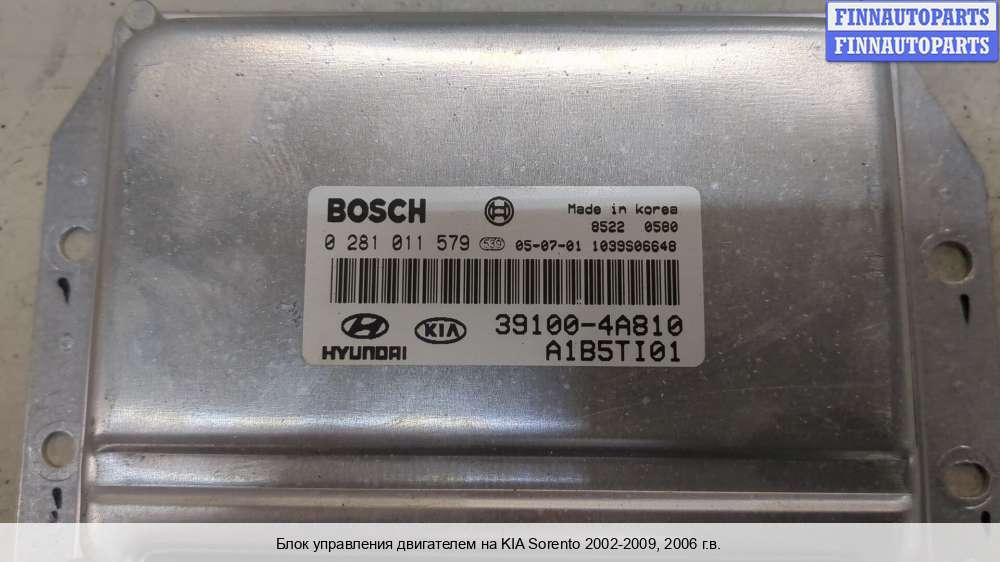 FINNAUTOPARTS
FINNAUTOPARTS
BOSCH Made in korea
8522 0580
0 281 011 579 539 05-07-01 1039S06648
KIA 39100-4A810
HYUNDAI A1B5TI01
Блок управления двигателем на KIA Sorento 2002-2009, 2006 г.в.